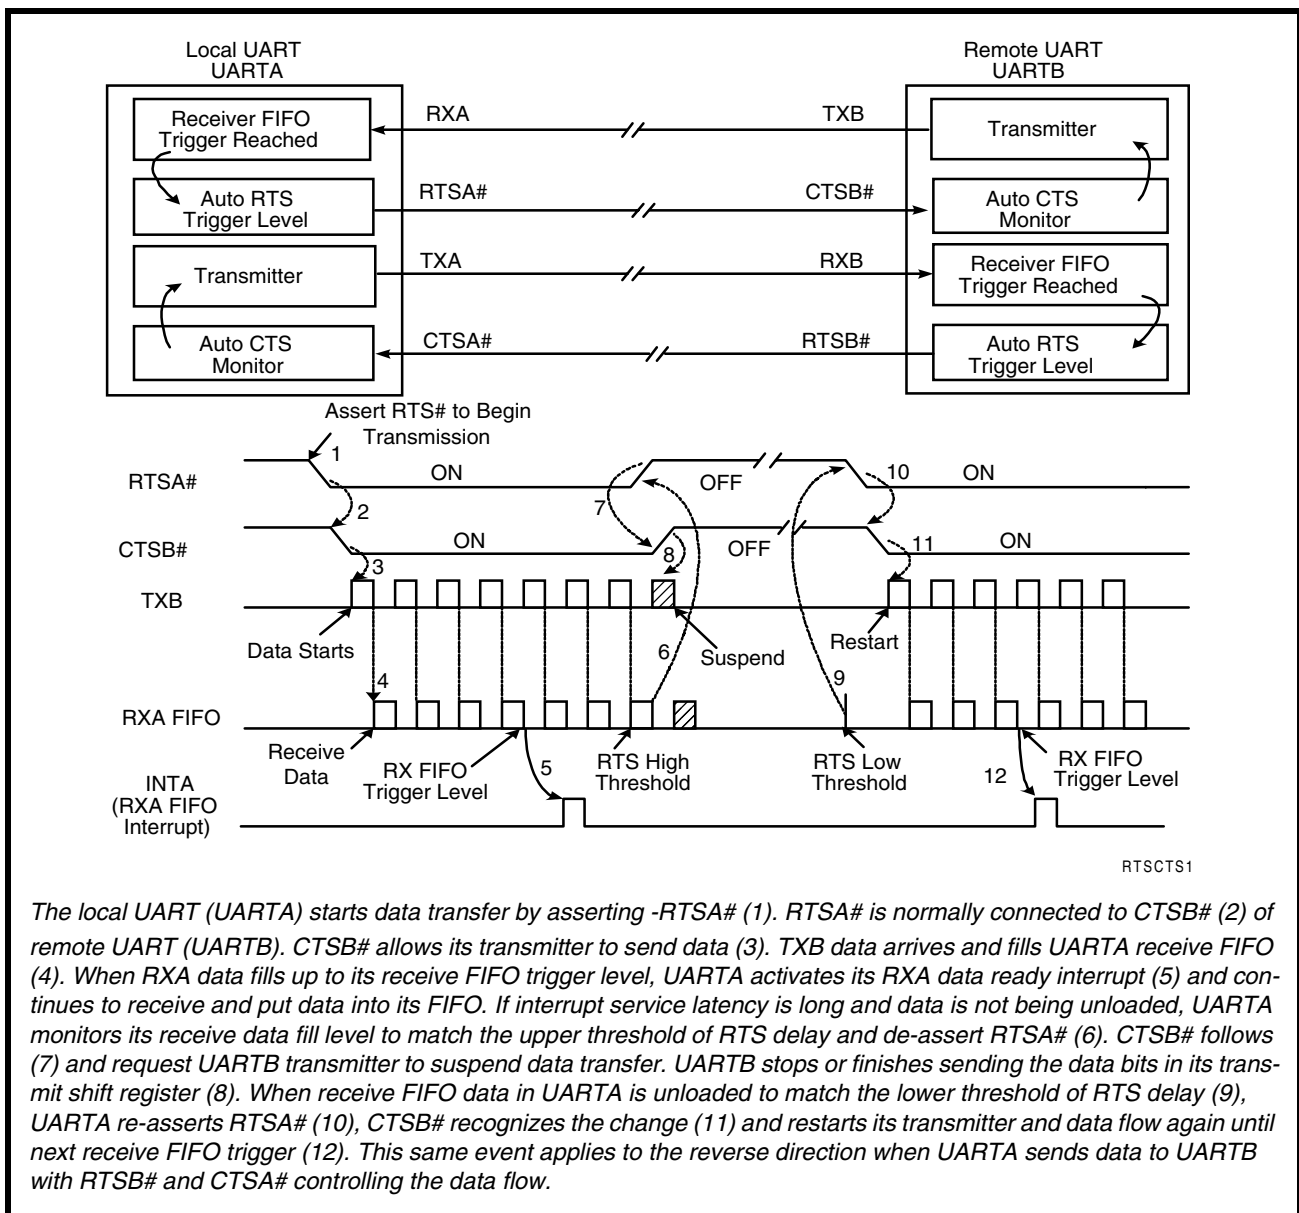 Local UART
UARTA
Remote UART
UARTB
Receiver FIFO
Trigger Reached
RXA
TXB
Transmitter
Auto RTS
Trigger Level
RTSA#
CTSB#
Auto CTS
Monitor
Transmitter
TXA
RXB
Receiver FIFO
Trigger Reached
Auto CTS
Monitor
CTSA#
RTSB#
Auto RTS
Trigger Level
Assert RTS# to Begin
Transmission
1
RTSA#
ON
OFF
10
ON
2
7
CTSB#
ON
8
OFF
11
ON
3
TXB
Data Starts
6
Suspend
Restart
4
9
RXA FIFO
Receive
Data
RX FIFO
Trigger Level
5
RTS High
Threshold
RTS Low
Threshold
12
RX FIFO
Trigger Level
INTA
(RXA FIFO
Interrupt)
RTSCTS1
The local UART (UARTA) starts data transfer by asserting -RTSA# (1). RTSA# is normally connected to CTSB# (2) of
remote UART (UARTB). CTSB# allows its transmitter to send data (3). TXB data arrives and fills UARTA receive FIFO
(4). When RXA data fills up to its receive FIFO trigger level, UARTA activates its RXA data ready interrupt (5) and con-
tinues to receive and put data into its FIFO. If interrupt service latency is long and data is not being unloaded, UARTA
monitors its receive data fill level to match the upper threshold of RTS delay and de-assert RTSA# (6). CTSB# follows
(7) and request UARTB transmitter to suspend data transfer. UARTB stops or finishes sending the data bits in its trans-
mit shift register (8). When receive FIFO data in UARTA is unloaded to match the lower threshold of RTS delay (9),
UARTA re-asserts RTSA# (10), CTSB# recognizes the change (11) and restarts its transmitter and data flow again until
next receive FIFO trigger (12). This same event applies to the reverse direction when UARTA sends data to UARTB
with RTSB# and CTSA# controlling the data flow.